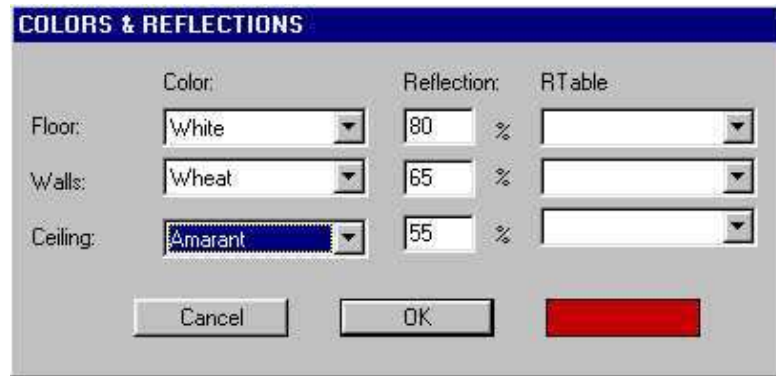 COLORS & REFLECTIONS
Color: Reflection: RTable
Floor: White 80 %
Walls: Wheat 65 %
Ceiling: Amarant 55 %
Cancel OK